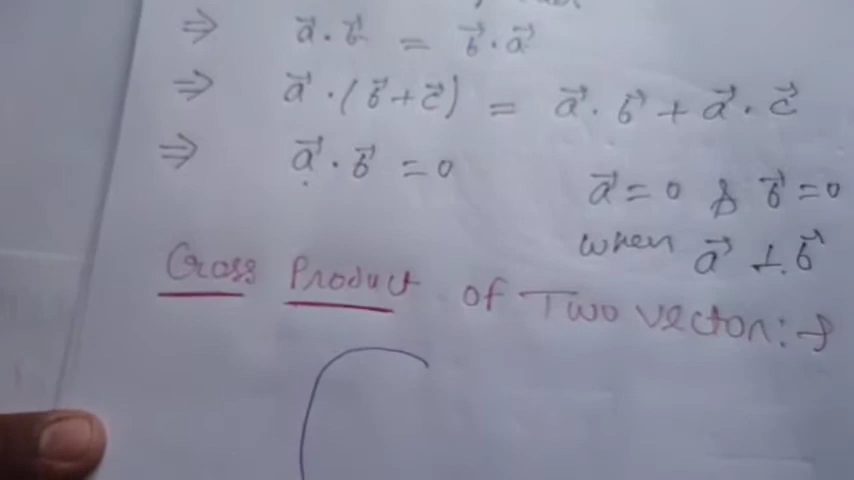 ⇒ a⃗ · b⃗ = b⃗ · a⃗
⇒ a⃗ · (b⃗ + c⃗) = a⃗ · b⃗ + a⃗ · c⃗
⇒ a⃗ · b⃗ = 0
a⃗ = 0 & b⃗ = 0
when a⃗ ⊥ b⃗
Cross Product of Two vector:-